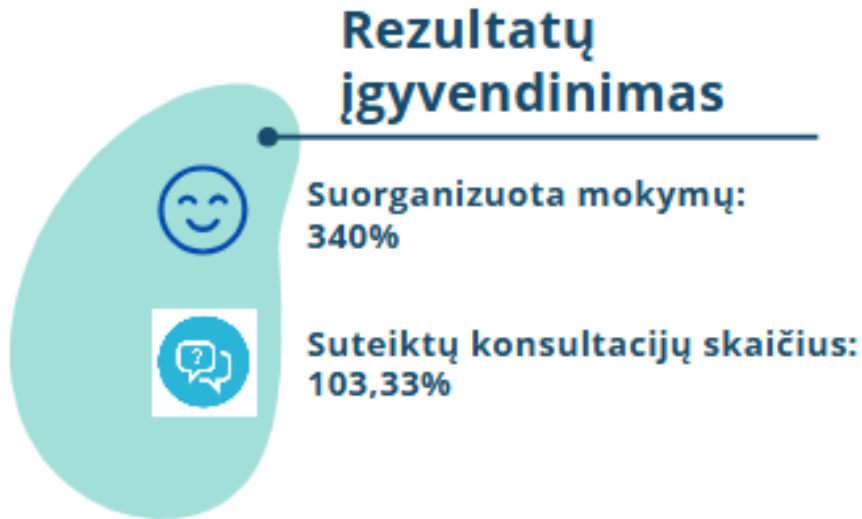 Rezultatų
įgyvendinimas
Suorganizuota mokymų:
340%
?
Suteiktų konsultacijų skaičius:
103,33%